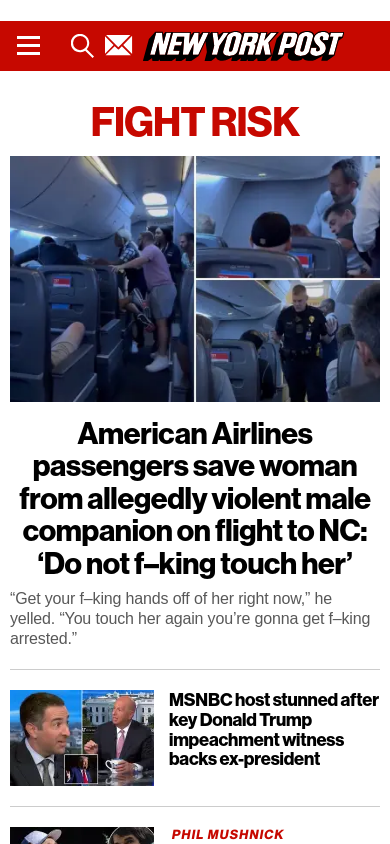 NEW YORK POST
FIGHT RISK
American Airlines
passengers save woman
from allegedly violent male
companion on flight to NC:
‘Do not f–king touch her’
“Get your f–king hands off of her right now,” he
yelled. “You touch her again you’re gonna get f–king
arrested.”
MSNBC host stunned after
key Donald Trump
impeachment witness
backs ex-president
PHIL MUSHNICK